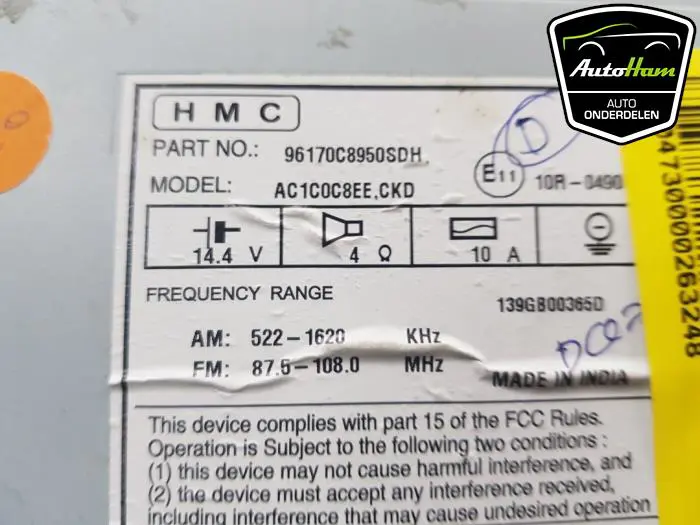 AutoHam
AUTO
ONDERDELEN
HMC
PART NO.: 96170C8950SDH.
D
MODEL: AC1C0C8EE.CKD
E11 10R-0490
14.4 V
4 Ω
10 A
FREQUENCY RANGE
139GB00365D
AM: 522-1620 KHz
FM: 87.5-108.0 MHz
MADE IN INDIA
This device complies with part 15 of the FCC Rules.
Operation is Subject to the following two conditions :
(1) this device may not cause harmful interference, and
(2) the device must accept any interference received,
including interference that may cause undesired operation